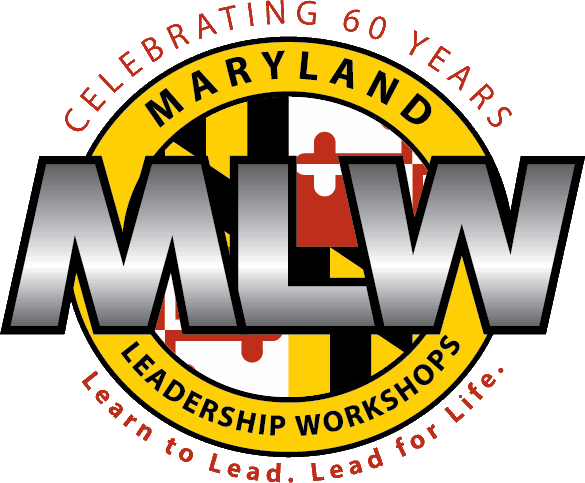 CELEBRATING 60 YEARS
MARYLAND
MLW
LEADERSHIP WORKSHOPS
Learn to Lead. Lead for Life.